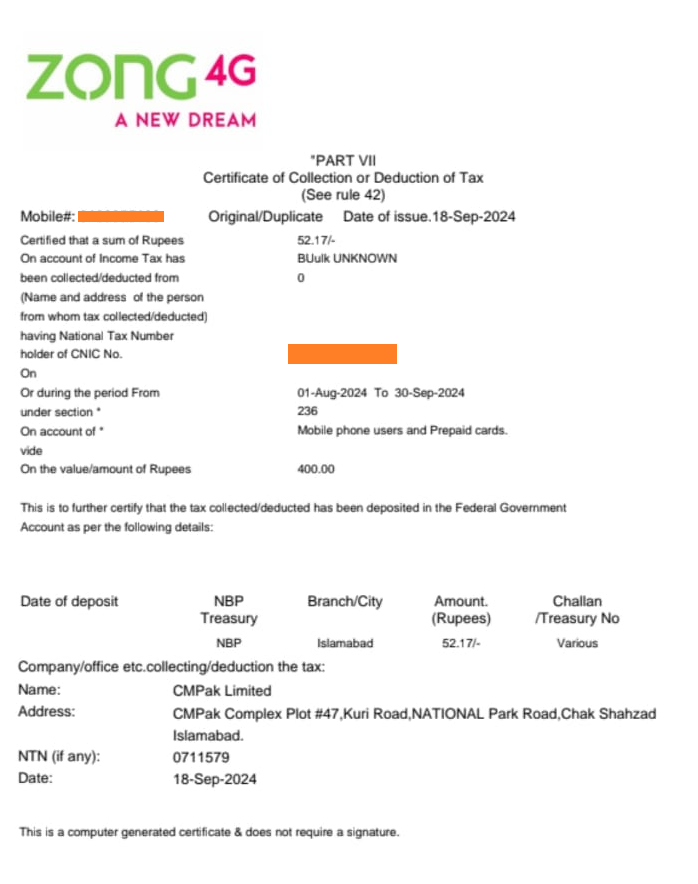 ZONG 4G
A NEW DREAM
"PART VII
Certificate of Collection or Deduction of Tax
(See rule 42)
Mobile#: Original/Duplicate Date of issue.18-Sep-2024
Certified that a sum of Rupees 52.17/-
On account of Income Tax has BUulk UNKNOWN
been collected/deducted from 0
(Name and address of the person
from whom tax collected/deducted)
having National Tax Number
holder of CNIC No.
On
Or during the period From 01-Aug-2024 To 30-Sep-2024
under section * 236
On account of * Mobile phone users and Prepaid cards.
vide
On the value/amount of Rupees 400.00
This is to further certify that the tax collected/deducted has been deposited in the Federal Government
Account as per the following details:
Date of deposit NBP Branch/City Amount. Challan
Treasury (Rupees) /Treasury No
NBP Islamabad 52.17/- Various
Company/office etc.collecting/deduction the tax:
Name: CMPak Limited
Address: CMPak Complex Plot #47,Kuri Road,NATIONAL Park Road,Chak Shahzad
Islamabad.
NTN (if any): 0711579
Date: 18-Sep-2024
This is a computer generated certificate & does not require a signature.